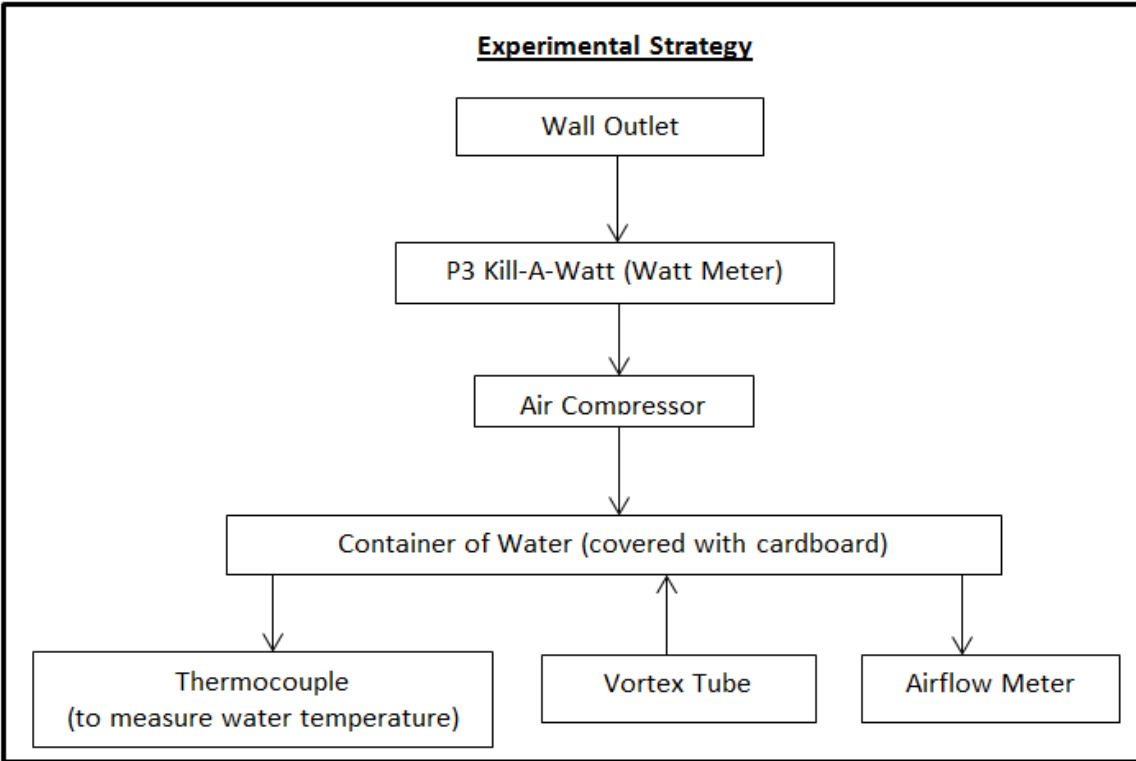 Experimental Strategy
Wall Outlet
P3 Kill-A-Watt (Watt Meter)
Air Compressor
Container of Water (covered with cardboard)
Thermocouple
(to measure water temperature)
Vortex Tube
Airflow Meter